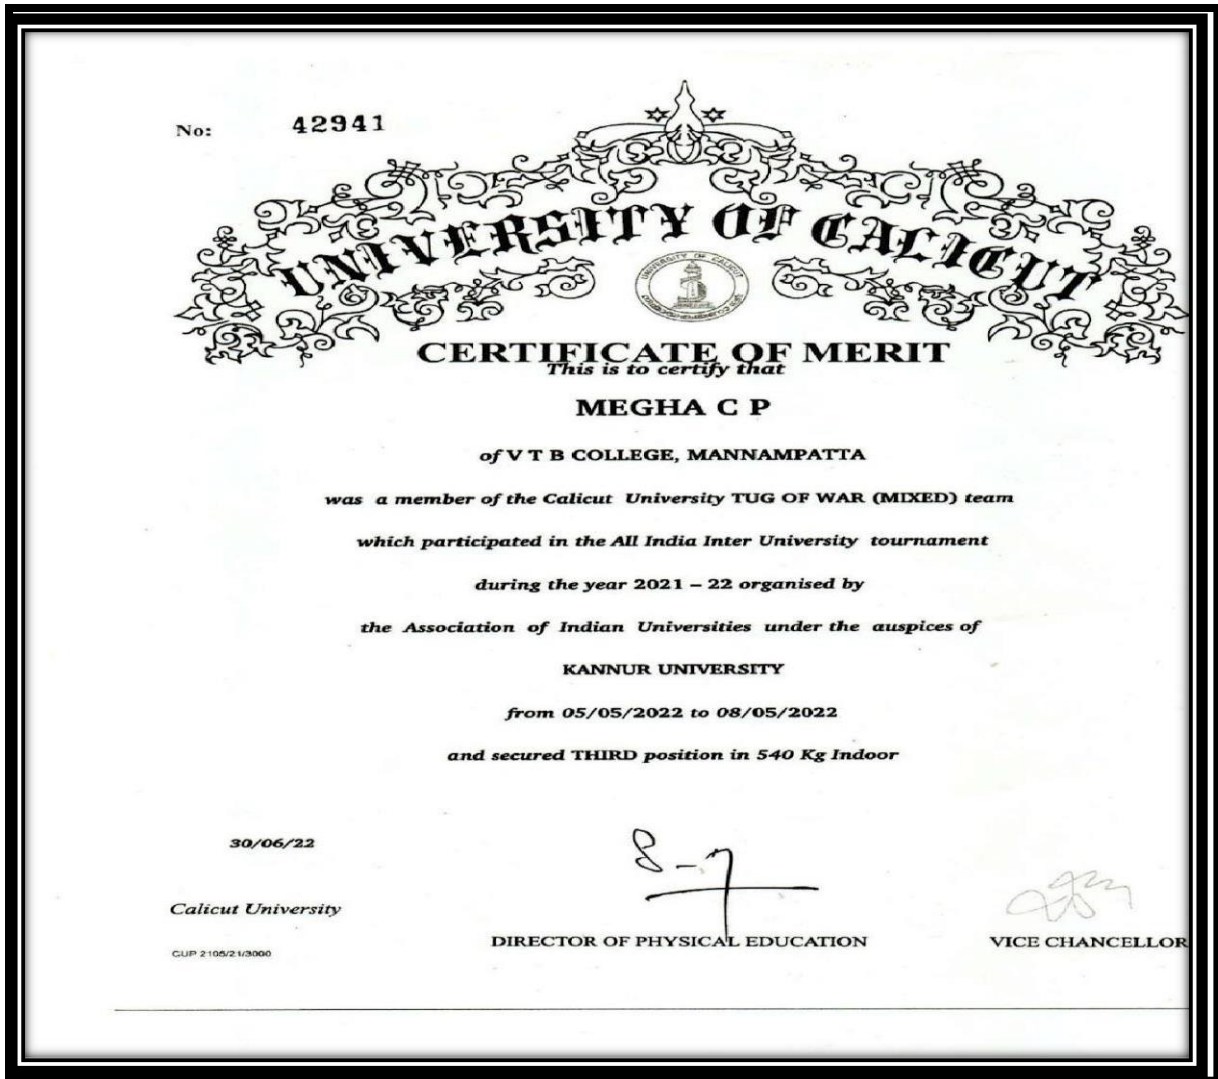 No: 42941
UNIVERSITY OF CALICUT
UNIVERSITY OF CALICUT
CERTIFICATE OF MERIT
This is to certify that
MEGHA C P
of V T B COLLEGE, MANNAMPATTA
was a member of the Calicut University TUG OF WAR (MIXED) team
which participated in the All India Inter University tournament
during the year 2021 – 22 organised by
the Association of Indian Universities under the auspices of
KANNUR UNIVERSITY
from 05/05/2022 to 08/05/2022
and secured THIRD position in 540 Kg Indoor
30/06/22
Calicut University
DIRECTOR OF PHYSICAL EDUCATION
VICE CHANCELLOR
CUP 2105/21/3000